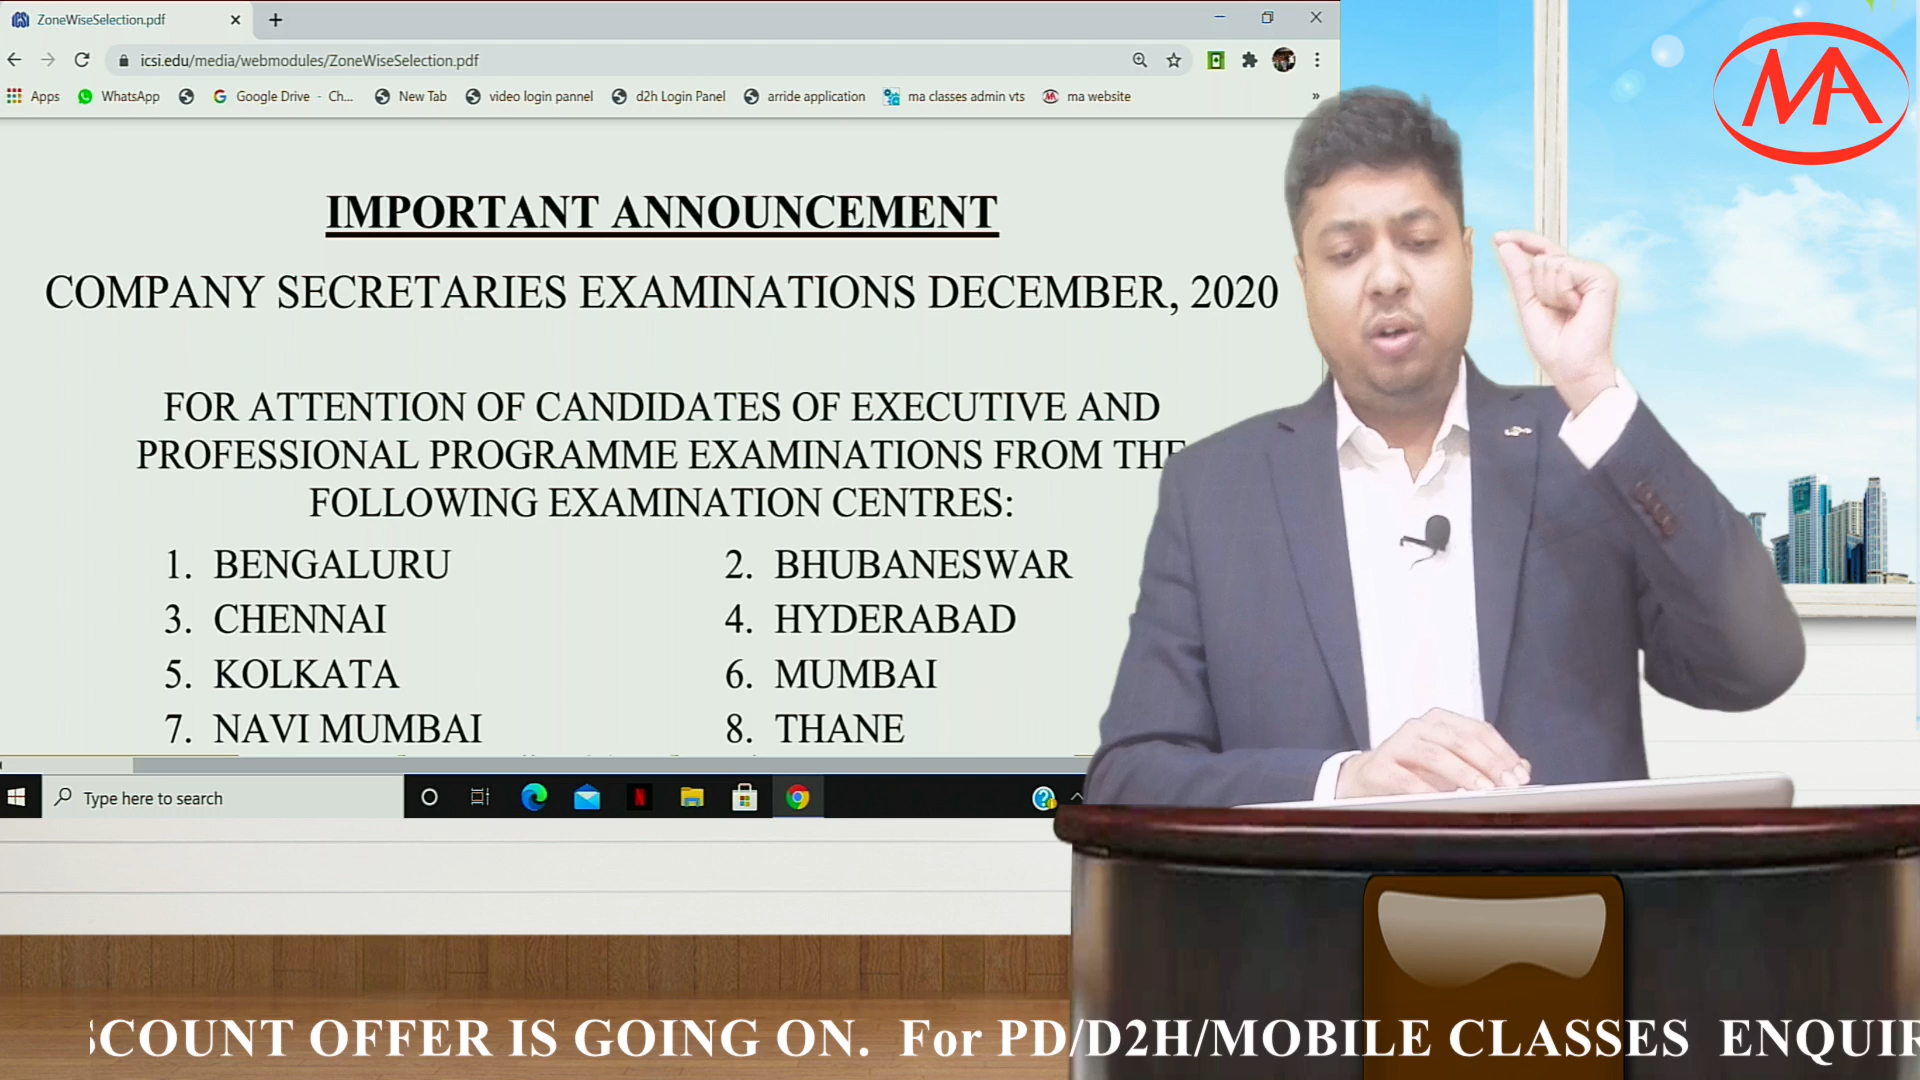 ZoneWiseSelection.pdf
icsi.edu/media/webmodules/ZoneWiseSelection.pdf
Apps WhatsApp Google Drive - Ch... New Tab video login pannel d2h Login Panel arride application ma classes admin vts ma website »
MA
IMPORTANT ANNOUNCEMENT
COMPANY SECRETARIES EXAMINATIONS DECEMBER, 2020
FOR ATTENTION OF CANDIDATES OF EXECUTIVE AND
PROFESSIONAL PROGRAMME EXAMINATIONS FROM THE
FOLLOWING EXAMINATION CENTRES:
1. BENGALURU 2. BHUBANESWAR
3. CHENNAI 4. HYDERABAD
5. KOLKATA 6. MUMBAI
7. NAVI MUMBAI 8. THANE
Type here to search
SCOUNT OFFER IS GOING ON. For PD/D2H/MOBILE CLASSES ENQUIR